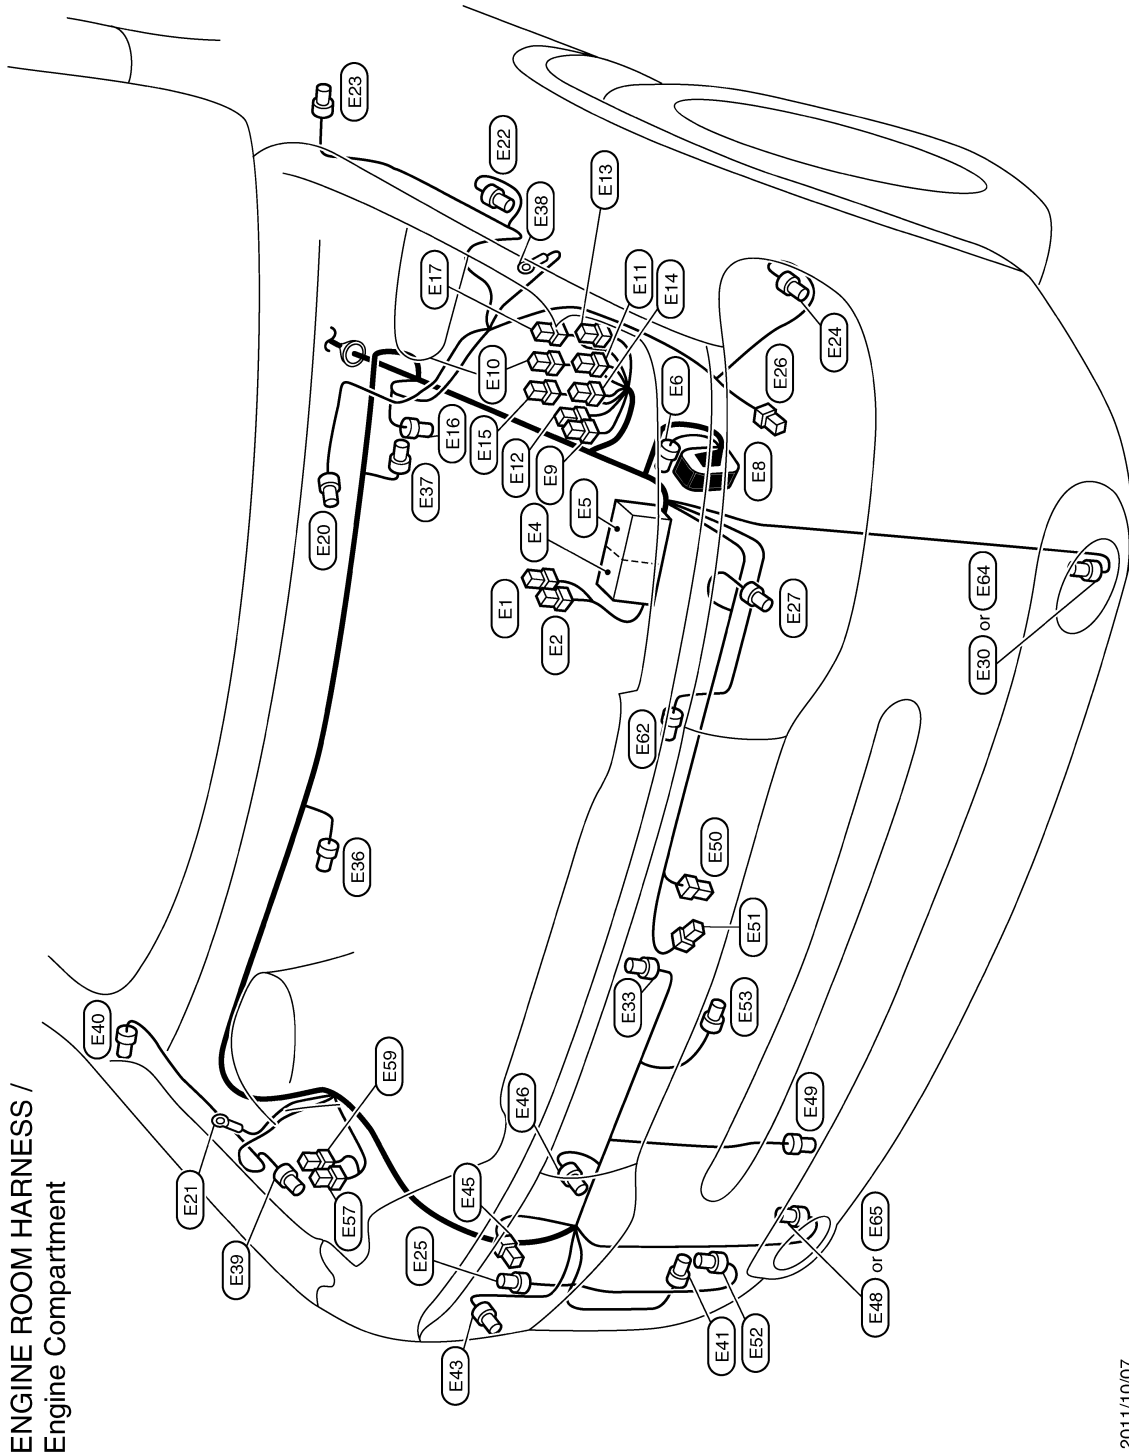 ENGINE ROOM HARNESS /
Engine Compartment
E40
E21
E39
E57
E59
E36
E20
E37
E16
E23
E22
E38
E13
E17
E11
E14
E10
E15
E12
E9
E6
E8
E26
E24
E5
E4
E1
E2
E27
E62
E30 or E64
E50
E51
E33
E53
E46
E49
E45
E25
E43
E41
E52
E48 or E65
2011/10/07